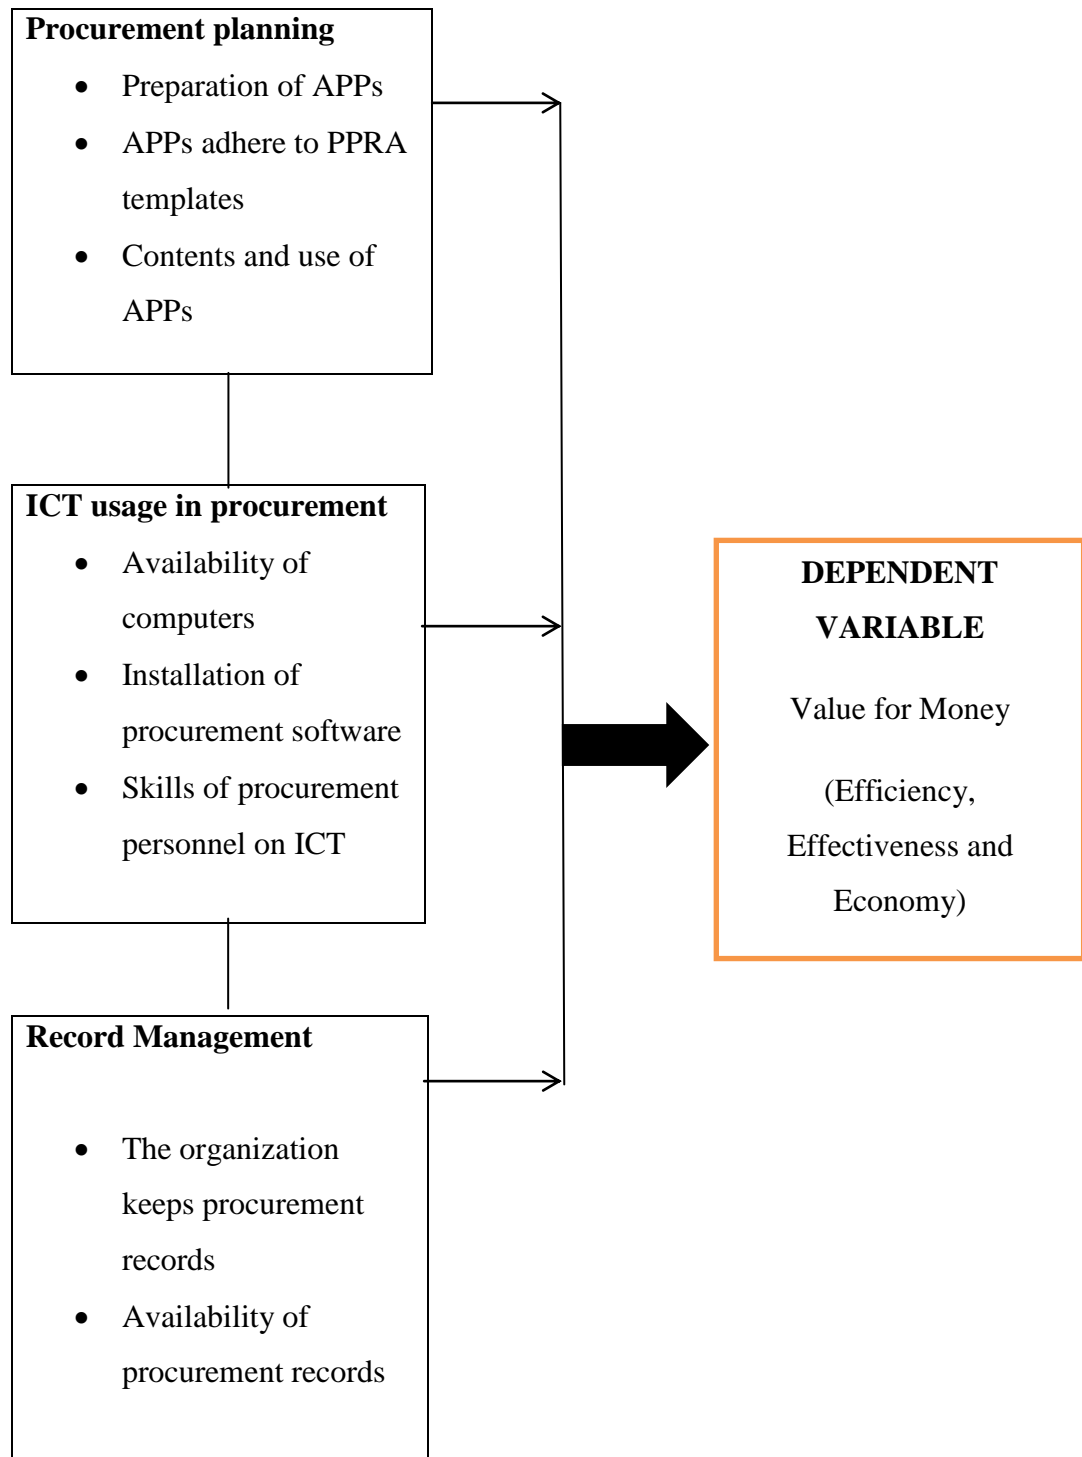 Procurement planning
• Preparation of APPs
• APPs adhere to PPRA
templates
• Contents and use of
APPs
ICT usage in procurement
• Availability of
computers
• Installation of
procurement software
• Skills of procurement
personnel on ICT
Record Management
• The organization
keeps procurement
records
• Availability of
procurement records
DEPENDENT
VARIABLE
Value for Money
(Efficiency,
Effectiveness and
Economy)